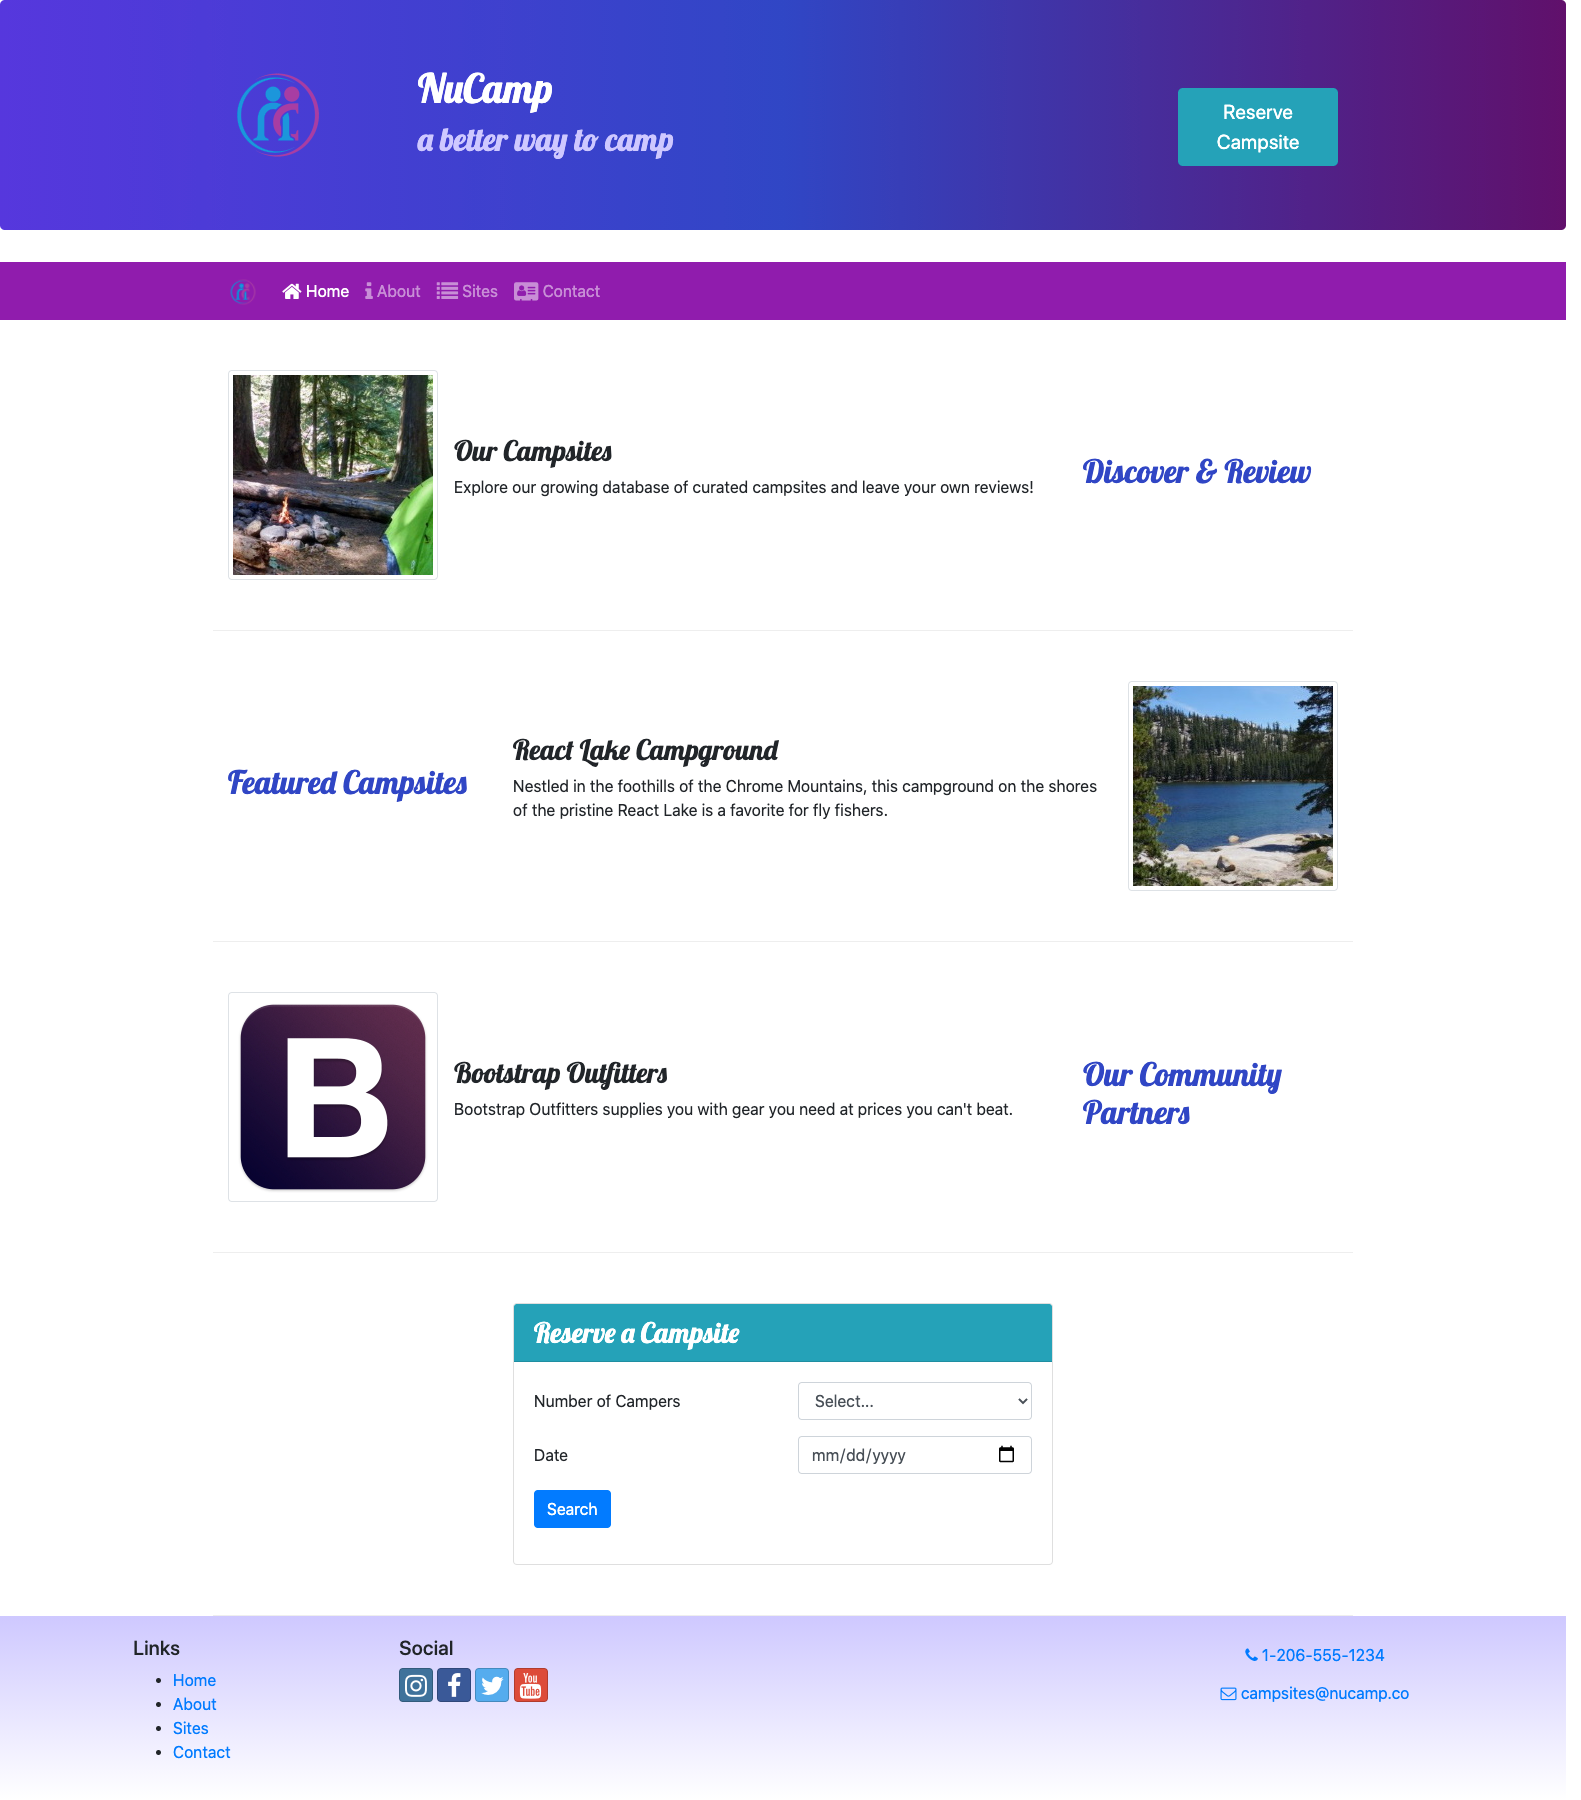 NuCamp
a better way to camp
Reserve
Campsite
Home About Sites Contact
Our Campsites
Explore our growing database of curated campsites and leave your own reviews!
Discover & Review
Featured Campsites
React Lake Campground
Nestled in the foothills of the Chrome Mountains, this campground on the shores
of the pristine React Lake is a favorite for fly fishers.
B
Bootstrap Outfitters
Bootstrap Outfitters supplies you with gear you need at prices you can't beat.
Our Community
Partners
Reserve a Campsite
Number of Campers
Select...
Date
mm/dd/yyyy
Search
Links
Home
About
Sites
Contact
Social
You
Tube
1-206-555-1234
campsites@nucamp.co